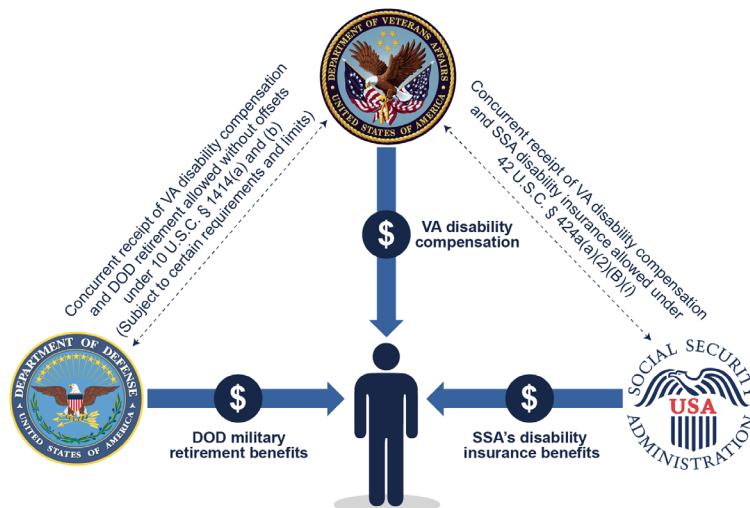 DEPARTMENT OF VETERANS AFFAIRS
UNITED STATES OF AMERICA
Concurrent receipt of VA disability compensation
and DOD retirement allowed without offsets
under 10 U.S.C. § 1414(a) and (b)
(Subject to certain requirements and limits)
Concurrent receipt of VA disability compensation
and SSA disability insurance allowed under
42 U.S.C. § 424a(a)(2)(B)(i)
$
VA disability
compensation
DEPARTMENT OF DEFENSE
UNITED STATES OF AMERICA
$
DOD military
retirement benefits
$
SSA's disability
insurance benefits
SOCIAL SECURITY
USA
ADMINISTRATION